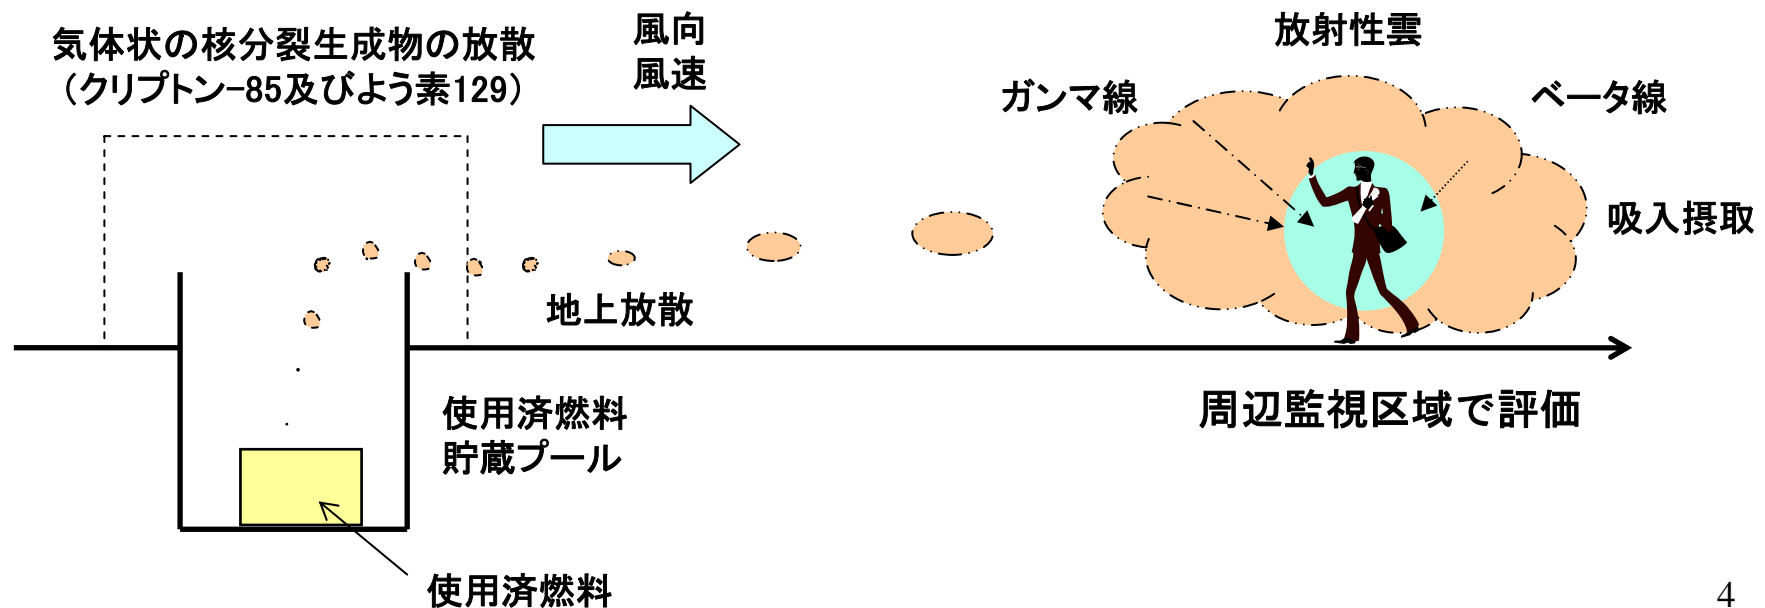 気体状の核分裂生成物の放散
（クリプトン-85及びよう素129）
風向
風速
放射性雲
ガンマ線
ベータ線
吸入摂取
地上放散
使用済燃料
貯蔵プール
周辺監視区域で評価
使用済燃料
4